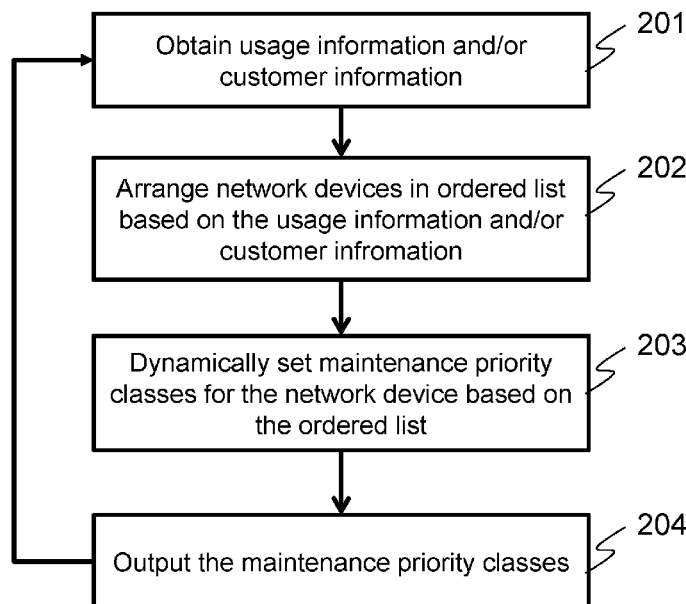 201
Obtain usage information and/or
customer information
202
Arrange network devices in ordered list
based on the usage information and/or
customer infromation
203
Dynamically set maintenance priority
classes for the network device based on
the ordered list
204
Output the maintenance priority classes